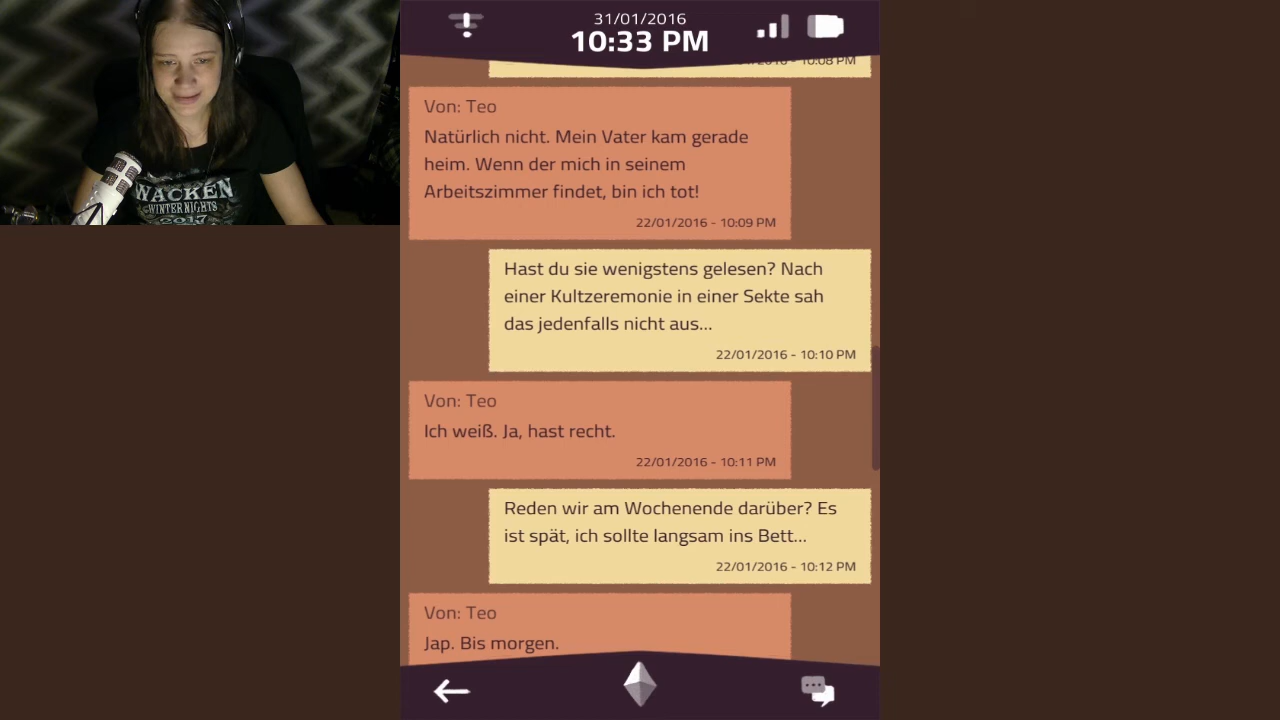 WACKEN
WINTER NIGHTS
2017
31/01/2016
10:33 PM
10:08 PM
Von: Teo
Natürlich nicht. Mein Vater kam gerade
heim. Wenn der mich in seinem
Arbeitszimmer findet, bin ich tot!
22/01/2016 - 10:09 PM
Hast du sie wenigstens gelesen? Nach
einer Kultzeremonie in einer Sekte sah
das jedenfalls nicht aus...
22/01/2016 - 10:10 PM
Von: Teo
Ich weiß. Ja, hast recht.
22/01/2016 - 10:11 PM
Reden wir am Wochenende darüber? Es
ist spät, ich sollte langsam ins Bett...
22/01/2016 - 10:12 PM
Von: Teo
Jap. Bis morgen.